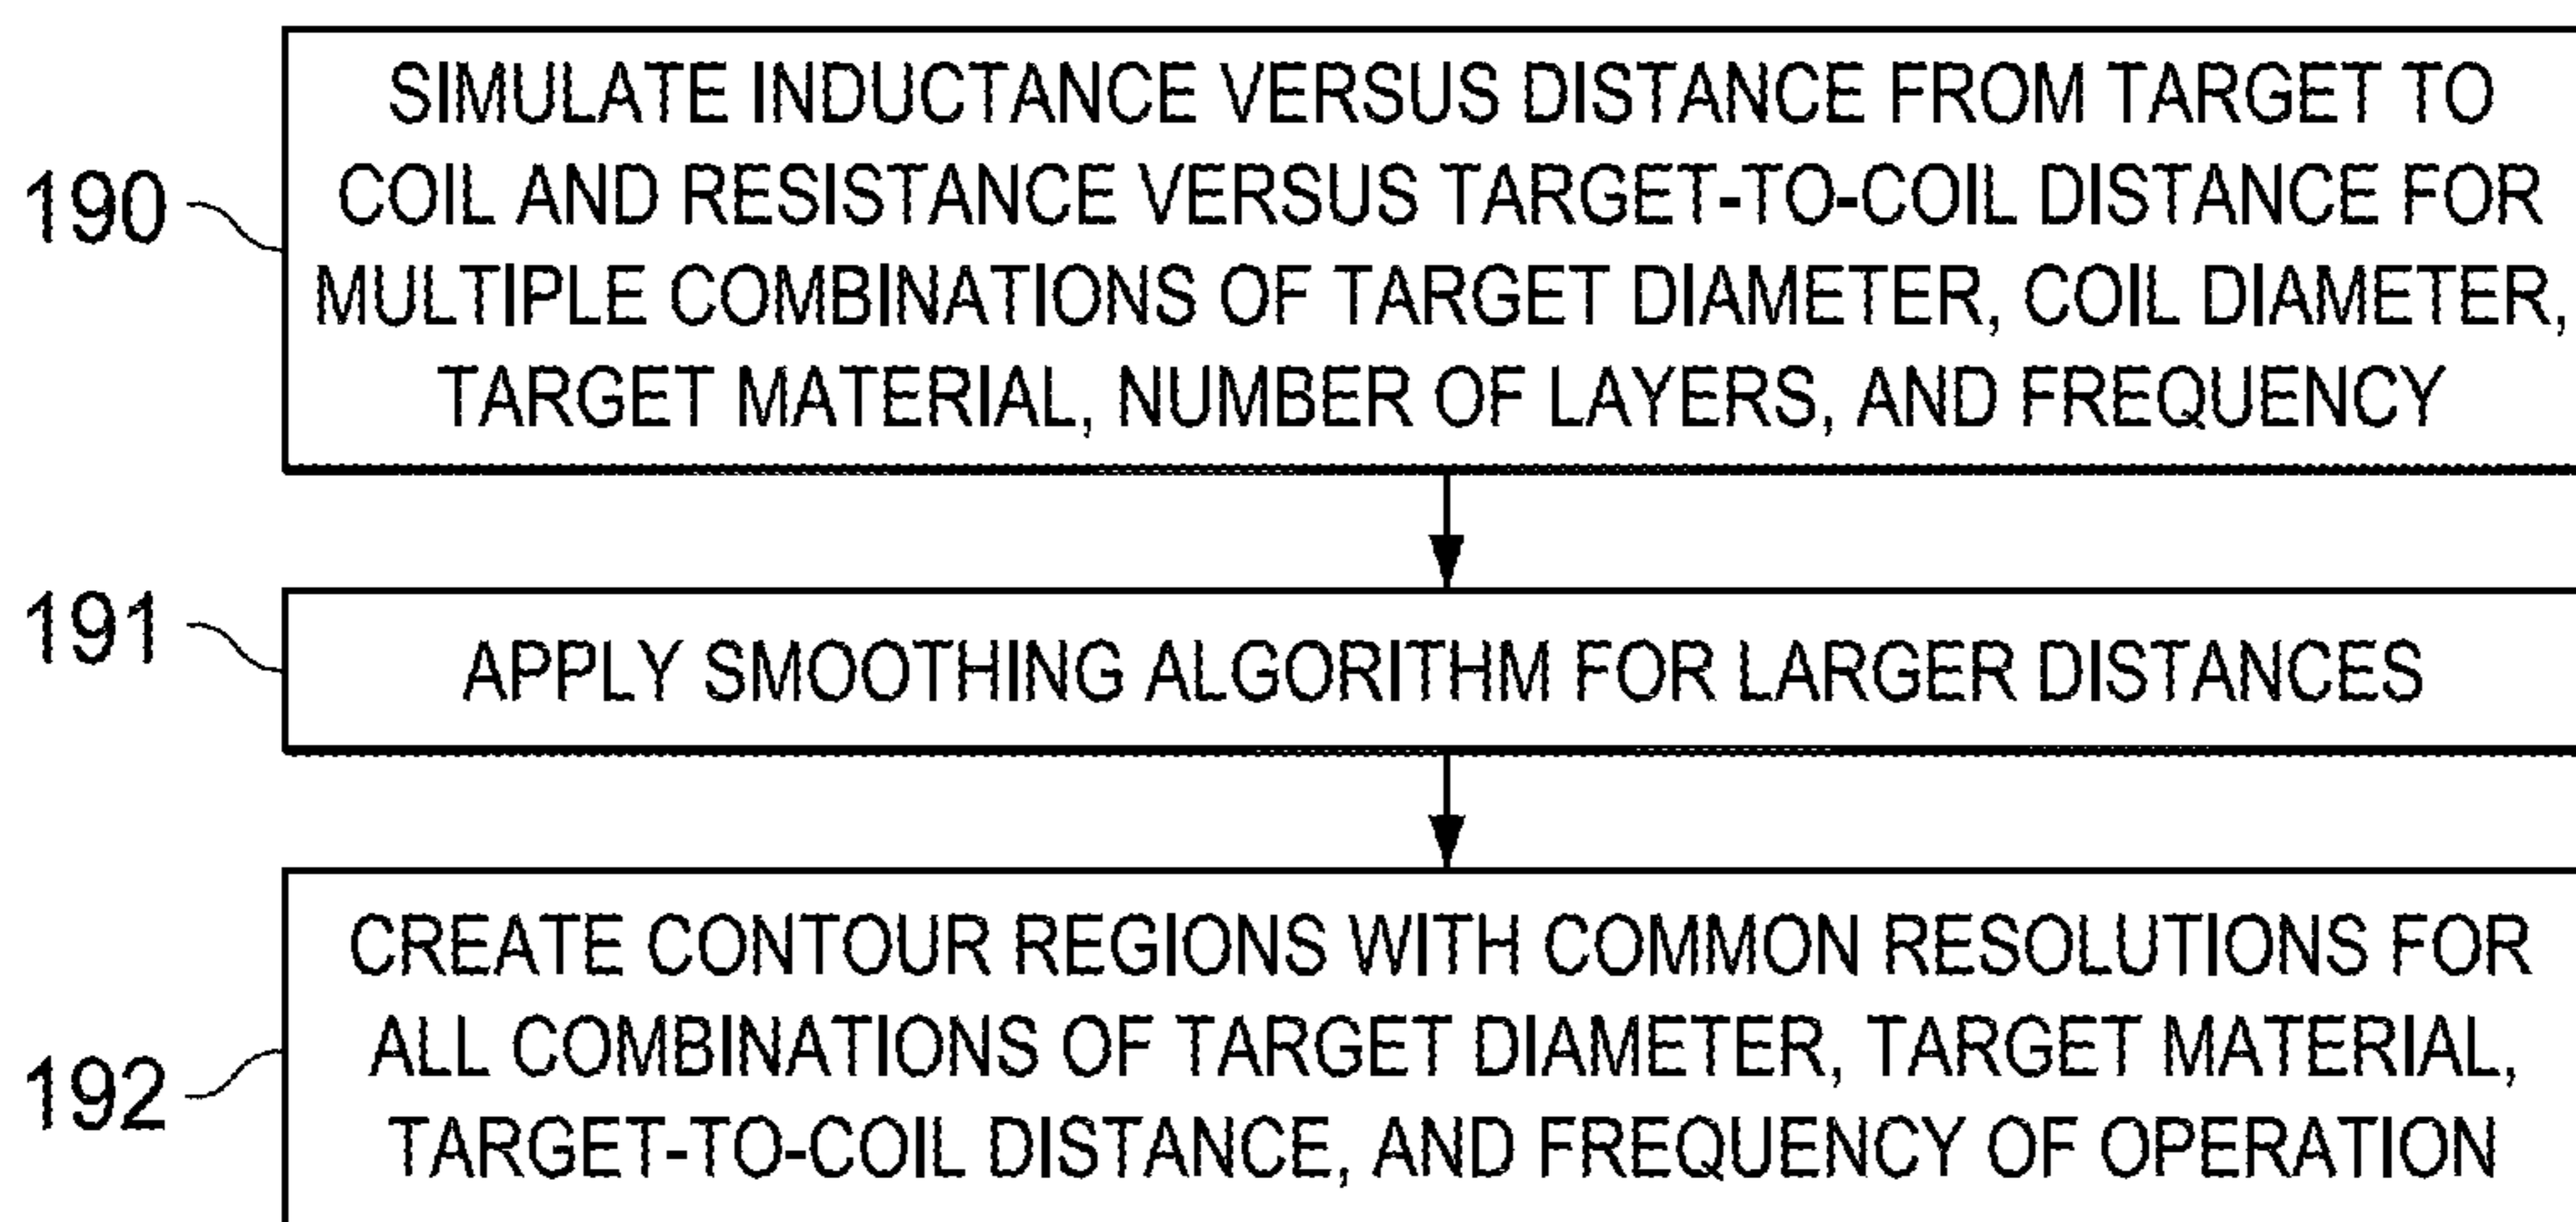 190
SIMULATE INDUCTANCE VERSUS DISTANCE FROM TARGET TO
COIL AND RESISTANCE VERSUS TARGET-TO-COIL DISTANCE FOR
MULTIPLE COMBINATIONS OF TARGET DIAMETER, COIL DIAMETER,
TARGET MATERIAL, NUMBER OF LAYERS, AND FREQUENCY
191
APPLY SMOOTHING ALGORITHM FOR LARGER DISTANCES
192
CREATE CONTOUR REGIONS WITH COMMON RESOLUTIONS FOR
ALL COMBINATIONS OF TARGET DIAMETER, TARGET MATERIAL,
TARGET-TO-COIL DISTANCE, AND FREQUENCY OF OPERATION